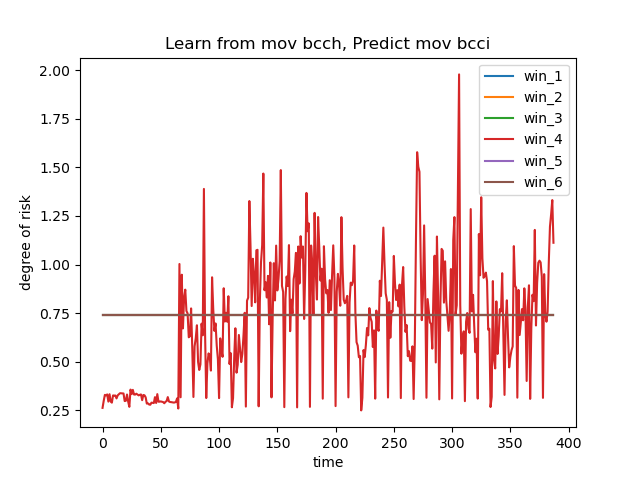 Learn from mov bcch, Predict mov bcci
win_1
win_2
win_3
win_4
win_5
win_6
2.00
1.75
1.50
1.25
1.00
0.75
0.50
0.25
degree of risk
0 50 100 150 200 250 300 350 400
time